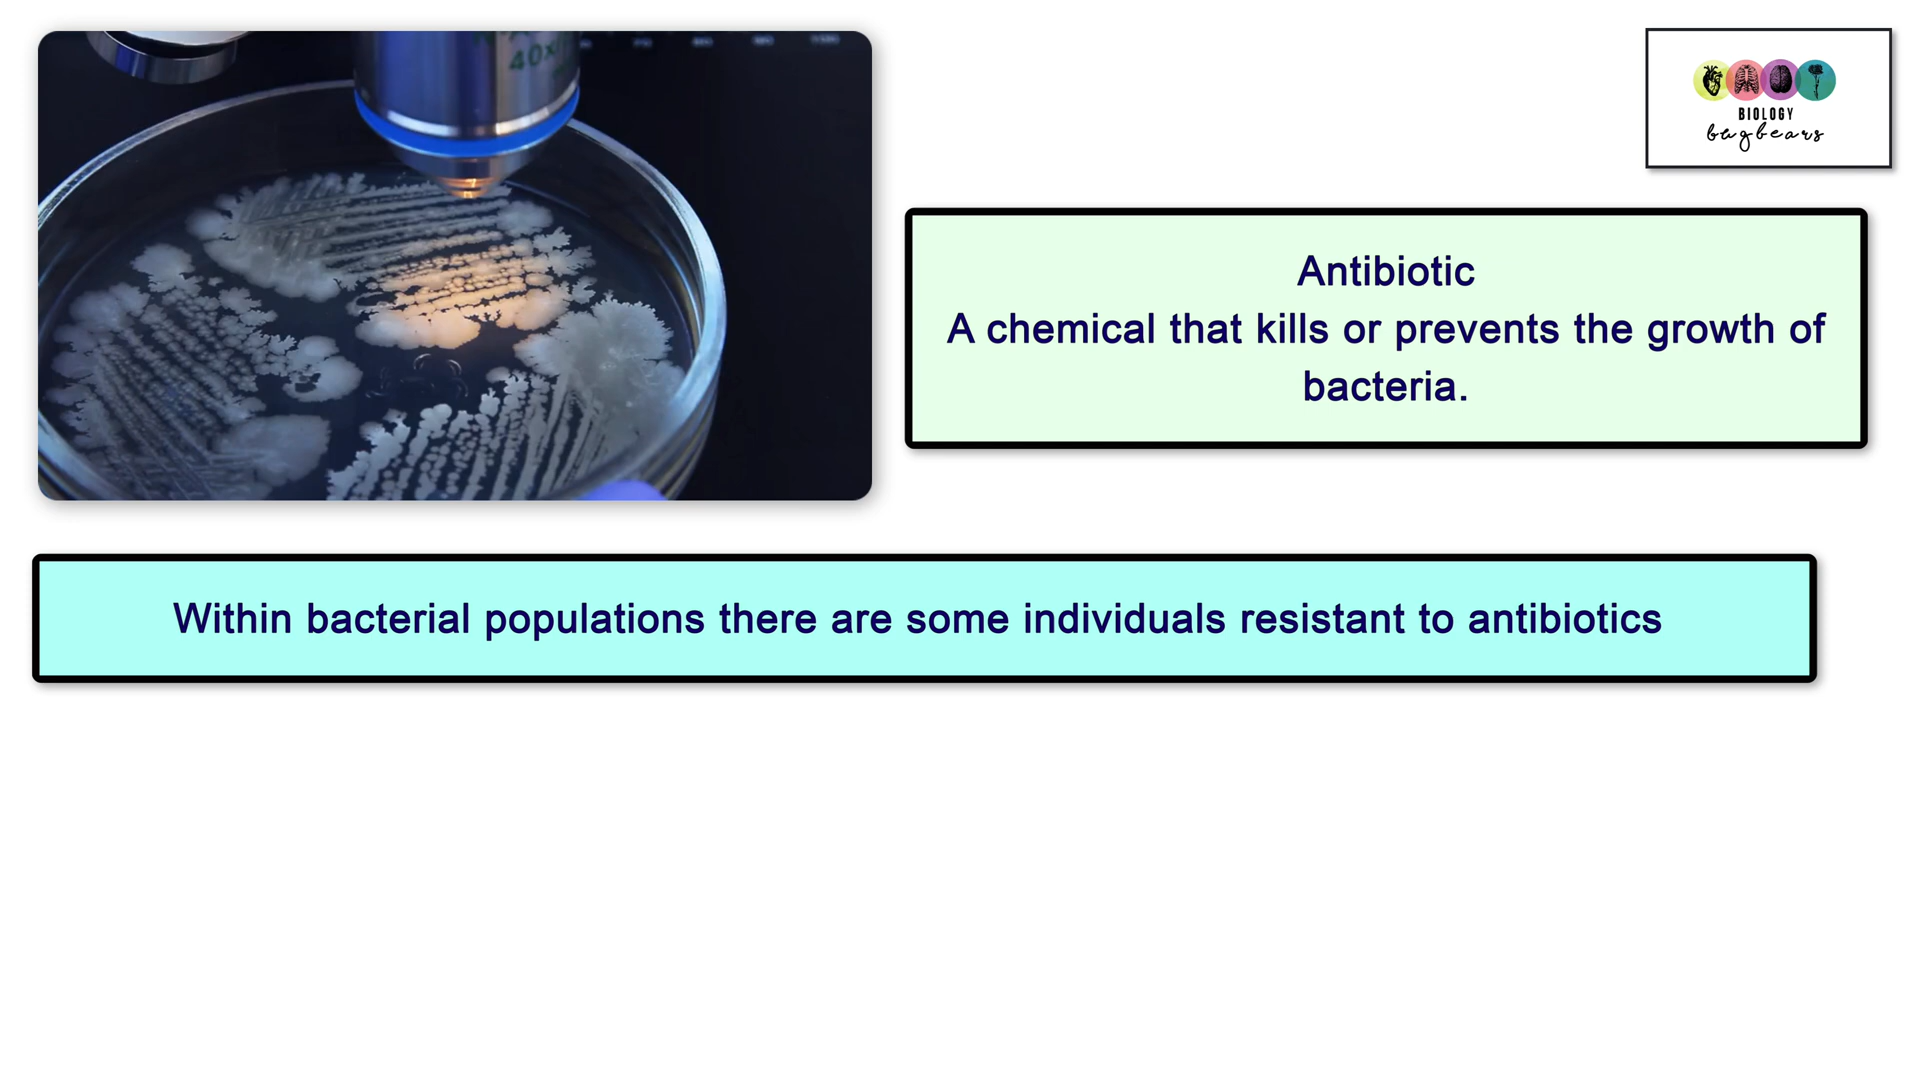 40x/
BIOLOGY
bugbears
Antibiotic
A chemical that kills or prevents the growth of
bacteria.
Within bacterial populations there are some individuals resistant to antibiotics